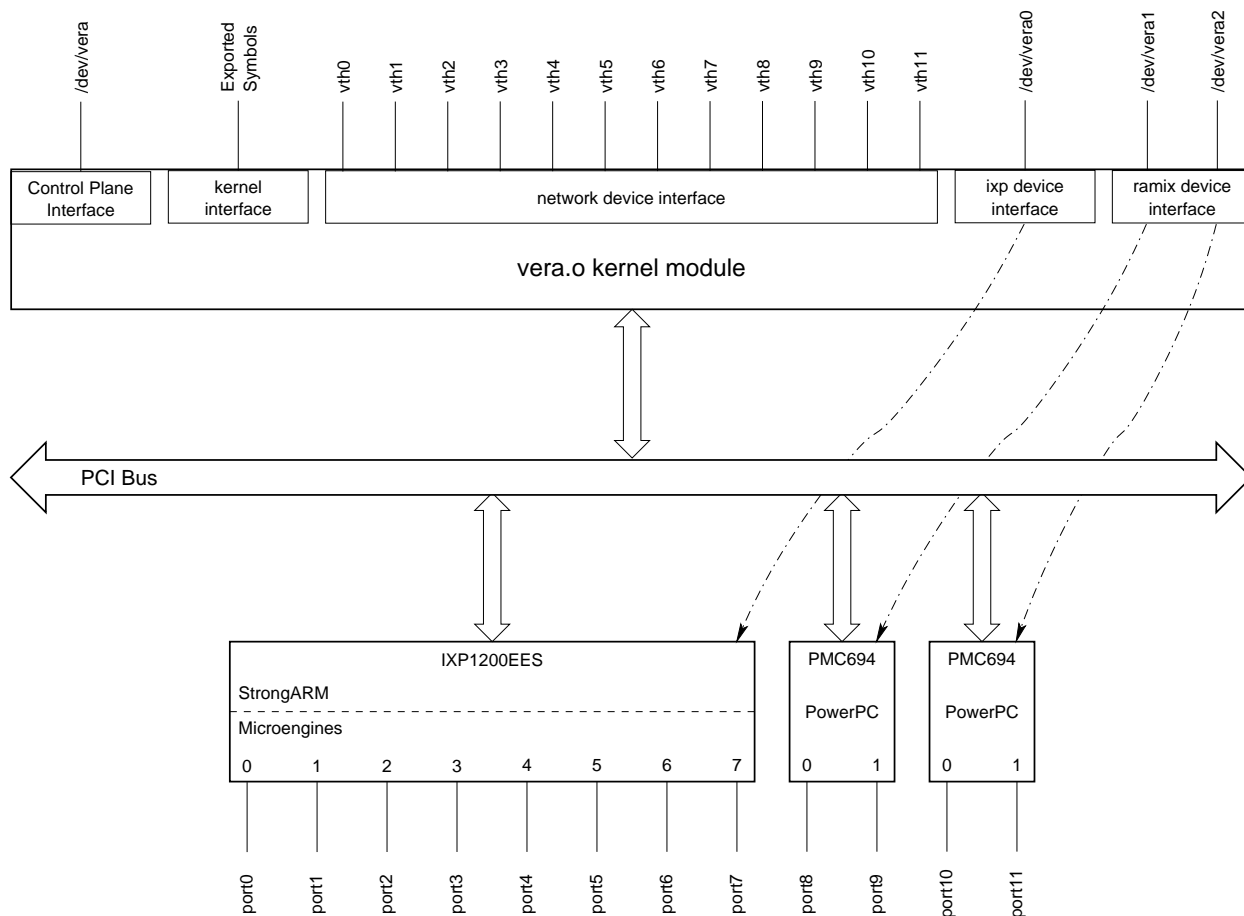 /dev/vera
Exported
Symbols
vth0
vth1
vth2
vth3
vth4
vth5
vth6
vth7
vth8
vth9
vth10
vth11
/dev/vera0
/dev/vera1
/dev/vera2
Control Plane
Interface
kernel
interface
network device interface
ixp device
interface
ramix device
interface
vera.o kernel module
PCI Bus
IXP1200EES
StrongARM
Microengines
0 1 2 3 4 5 6 7
PMC694
PowerPC
0 1
PMC694
PowerPC
0 1
port0
port1
port2
port3
port4
port5
port6
port7
port8
port9
port10
port11